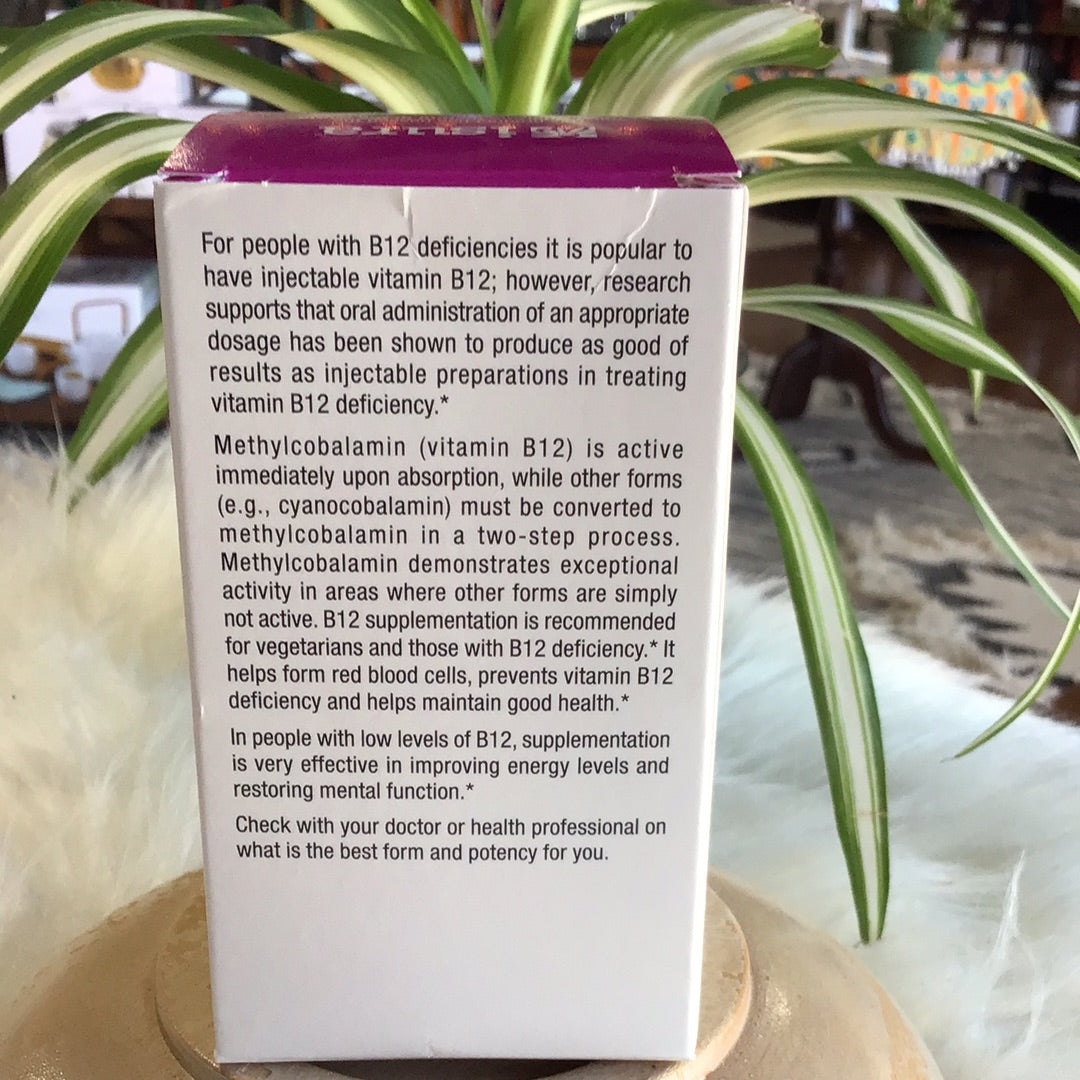 For people with B12 deficiencies it is popular to
have injectable vitamin B12; however, research
supports that oral administration of an appropriate
dosage has been shown to produce as good of
results as injectable preparations in treating
vitamin B12 deficiency.*
Methylcobalamin (vitamin B12) is active
immediately upon absorption, while other forms
(e.g., cyanocobalamin) must be converted to
methylcobalamin in a two-step process.
Methylcobalamin demonstrates exceptional
activity in areas where other forms are simply
not active. B12 supplementation is recommended
for vegetarians and those with B12 deficiency.* It
helps form red blood cells, prevents vitamin B12
deficiency and helps maintain good health.*
In people with low levels of B12, supplementation
is very effective in improving energy levels and
restoring mental function.*
Check with your doctor or health professional on
what is the best form and potency for you.